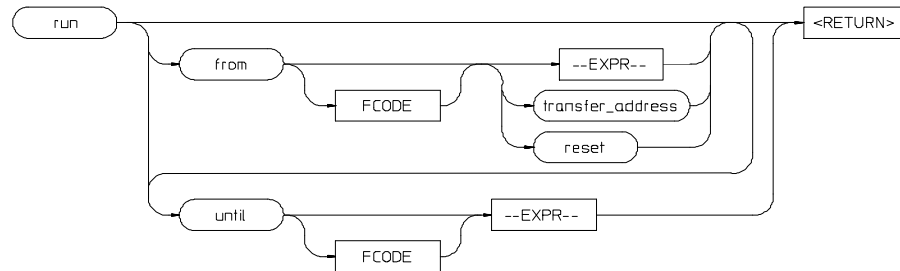 run
<RETURN>
from
--EXPR--
FCODE
transfer_address
reset
until
--EXPR--
FCODE